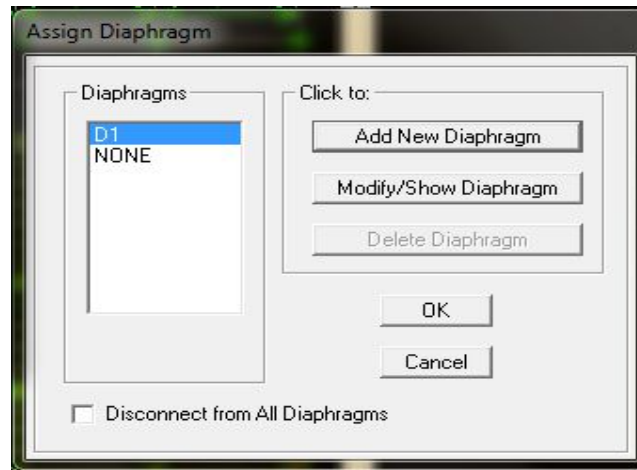 Assign Diaphragm
Diaphragms
D1
NONE
Click to:
Add New Diaphragm
Modify/Show Diaphragm
Delete Diaphragm
OK
Cancel
Disconnect from All Diaphragms